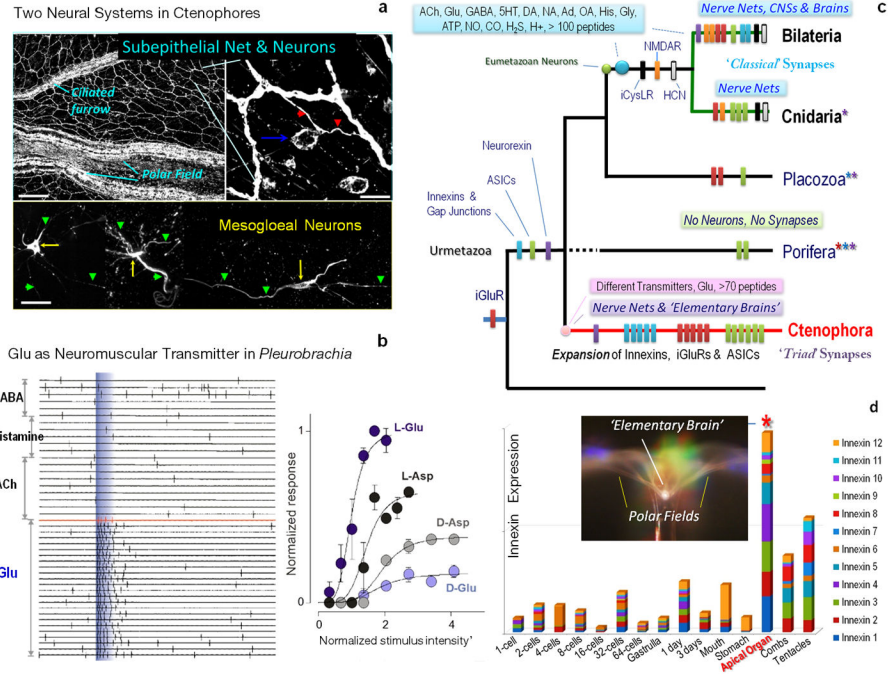 Two Neural Systems in Ctenophores
a
Subepithelial Net & Neurons
Ciliated
furrow
Polar Field
Mesogloeal Neurons
Glu as Neuromuscular Transmitter in Pleurobrachia
b
ABA
istamine
ACh
Glu
Normalized response
1
0
L-Glu
L-Asp
D-Asp
D-Glu
0 2 4
Normalized stimulus intensity'
c
ACh, Glu, GABA, 5HT, DA, NA, Ad, OA, His, Gly,
ATP, NO, CO, H2S, H+, > 100 peptides
Nerve Nets, CNSs & Brains
Bilateria
'Classical' Synapses
Eumetazoan Neurons
NMDAR
iCysLR
HCN
Nerve Nets
Cnidaria*
Neurorexin
ASICs
Innexins &
Gap Junctions
Placozoa**
No Neurons, No Synapses
Urmetazoa
Porifera****
iGluR
Different Transmitters, Glu, >70 peptides
Nerve Nets & 'Elementary Brains'
Ctenophora
Expansion of Innexins, iGluRs & ASICs
'Triad' Synapses
d
Innexin Expression
'Elementary Brain'
Polar Fields
*
Innexin 12
Innexin 11
Innexin 10
Innexin 9
Innexin 8
Innexin 7
Innexin 6
Innexin 5
Innexin 4
Innexin 3
Innexin 2
Innexin 1
1-cell
2-cells
4-cells
8-cells
16-cells
32-cells
64-cells
Gastrulla
1 day
3 days
Mouth
Stomach
Apical Organ
Combs
Tentacles